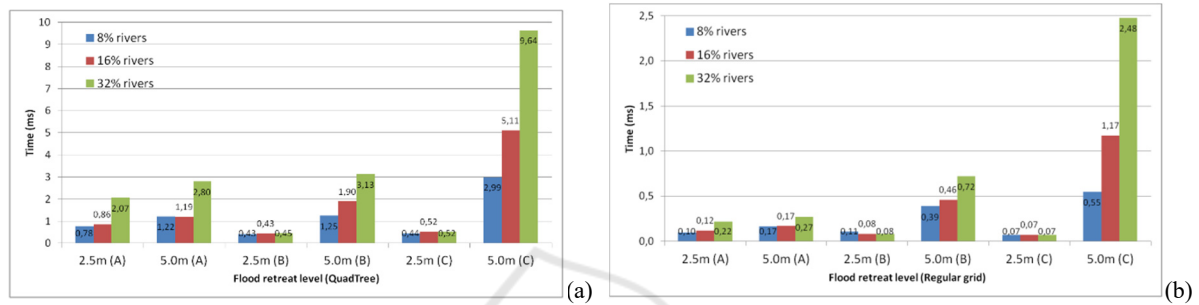 10
9
8
7
6
5
4
3
2
1
0
Time (ms)
8% rivers
16% rivers
32% rivers
0,78 0,86 2,07
1,22 1,19 2,80
0,43 0,43 0,45
1,25 1,90 3,13
0,44 0,52 0,52
2,99 5,11 9,64
2.5m (A) 5.0m (A) 2.5m (B) 5.0m (B) 2.5m (C) 5.0m (C)
Flood retreat level (QuadTree)
(a)
2,5
2,0
1,5
1,0
0,5
0,0
Time (ms)
8% rivers
16% rivers
32% rivers
0,10 0,12 0,22
0,17 0,17 0,27
0,11 0,08 0,08
0,39 0,46 0,72
0,07 0,07 0,07
0,55 1,17 2,48
2.5m (A) 5.0m (A) 2.5m (B) 5.0m (B) 2.5m (C) 5.0m (C)
Flood retreat level (Regular grid)
(b)